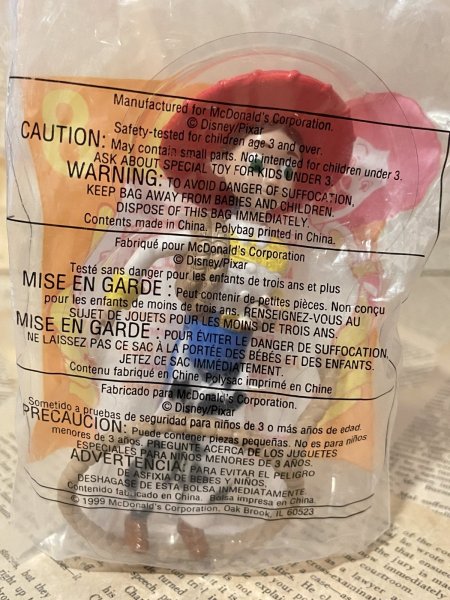 8
Manufactured for McDonald's Corporation.
© Disney/Pixar
Safety-tested for children age 3 and over.
CAUTION: May contain small parts. Not intended for children under 3.
ASK ABOUT SPECIAL TOY FOR KIDS UNDER 3.
WARNING: TO AVOID DANGER OF SUFFOCATION,
KEEP BAG AWAY FROM BABIES AND CHILDREN.
DISPOSE OF THIS BAG IMMEDIATELY.
Contents made in China. Polybag printed in China.
Fabriqué pour McDonald's Corporation
© Disney/Pixar
Testé sans danger pour les enfants de trois ans et plus
MISE EN GARDE : Peut contenir de petites pièces. Non conçu
pour les enfants de moins de trois ans. RENSEIGNEZ-VOUS AU
SUJET DE JOUETS POUR LES MOINS DE TROIS ANS.
MISE EN GARDE : POUR ÉVITER LE DANGER DE SUFFOCATION,
NE LAISSEZ PAS CE SAC À LA PORTÉE DES BÉBÉS ET DES ENFANTS.
JETEZ CE SAC IMMÉDIATEMENT.
Contenu fabriqué en Chine Polysac imprimé en Chine
Fabricado para McDonald's Corporation.
© Disney/Pixar
Sometido a pruebas de seguridad para niños de 3 o más años de edad.
PRECAUCION: Puede contener piezas pequeñas. No es para niños
menores de 3 años. PREGUNTE ACERCA DE LOS JUGUETES
ESPECIALES PARA NIÑOS MENORES DE 3 AÑOS.
ADVERTENCIA: PARA EVITAR EL PELIGRO
DE ASFIXIA DE BEBES Y NIÑOS,
DESHAGASE DE ESTA BOLSA INMEDIATAMENTE.
Contenido fabricado en China. Bolsa impresa en China.
© 1999 McDonald's Corporation, Oak Brook, IL 60523